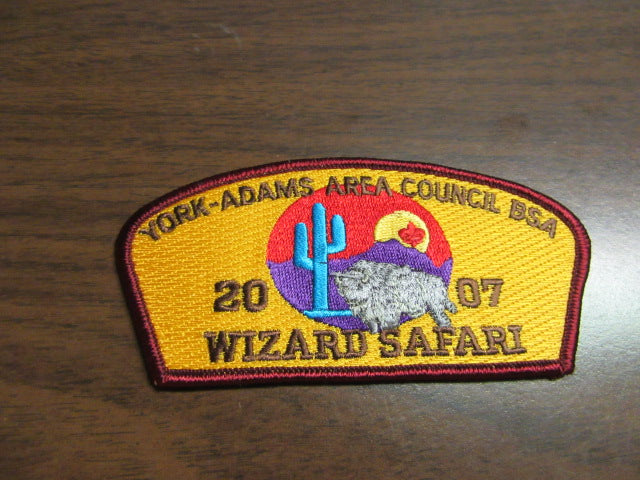 YORK-ADAMS AREA COUNCIL BSA
20 07
WIZARD SAFARI